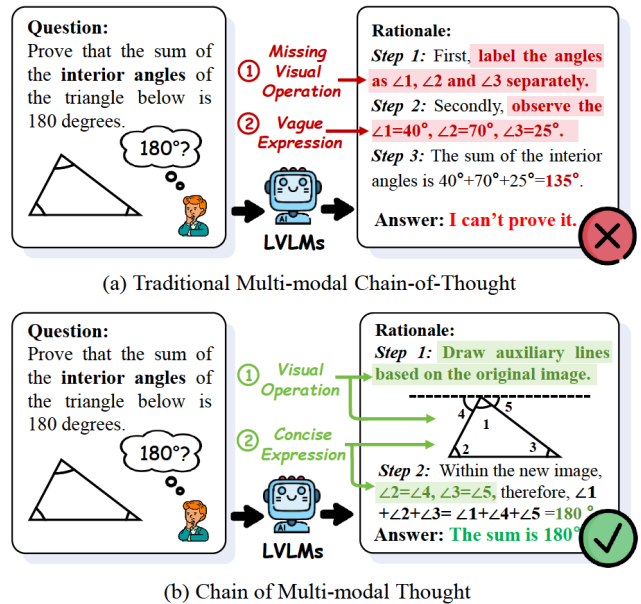 Question:
Prove that the sum of
the interior angles of
the triangle below is
180 degrees.
180°?
① Missing
Visual
Operation
② Vague
Expression
AI
LVLMs
Rationale:
Step 1: First, label the angles
as ∠1, ∠2 and ∠3 separately.
Step 2: Secondly, observe the
∠1=40°, ∠2=70°, ∠3=25°.
Step 3: The sum of the interior
angles is 40°+70°+25°=135°.
Answer: I can't prove it.
(a) Traditional Multi-modal Chain-of-Thought
Question:
Prove that the sum of
the interior angles of
the triangle below is
180 degrees.
180°?
① Visual
Operation
② Concise
Expression
AI
LVLMs
Rationale:
Step 1: Draw auxiliary lines
based on the original image.
4 5
1
2 3
Step 2: Within the new image,
∠2=∠4, ∠3=∠5, therefore, ∠1
+∠2+∠3= ∠1+∠4+∠5 =180°
Answer: The sum is 180°
(b) Chain of Multi-modal Thought